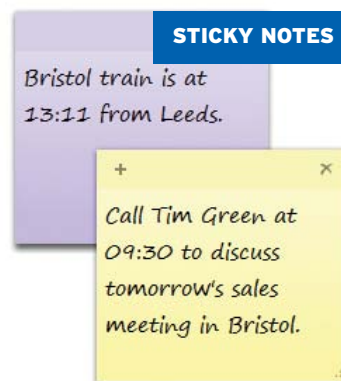 STICKY NOTES
Bristol train is at
13:11 from Leeds.
Call Tim Green at
09:30 to discuss
tomorrow's sales
meeting in Bristol.